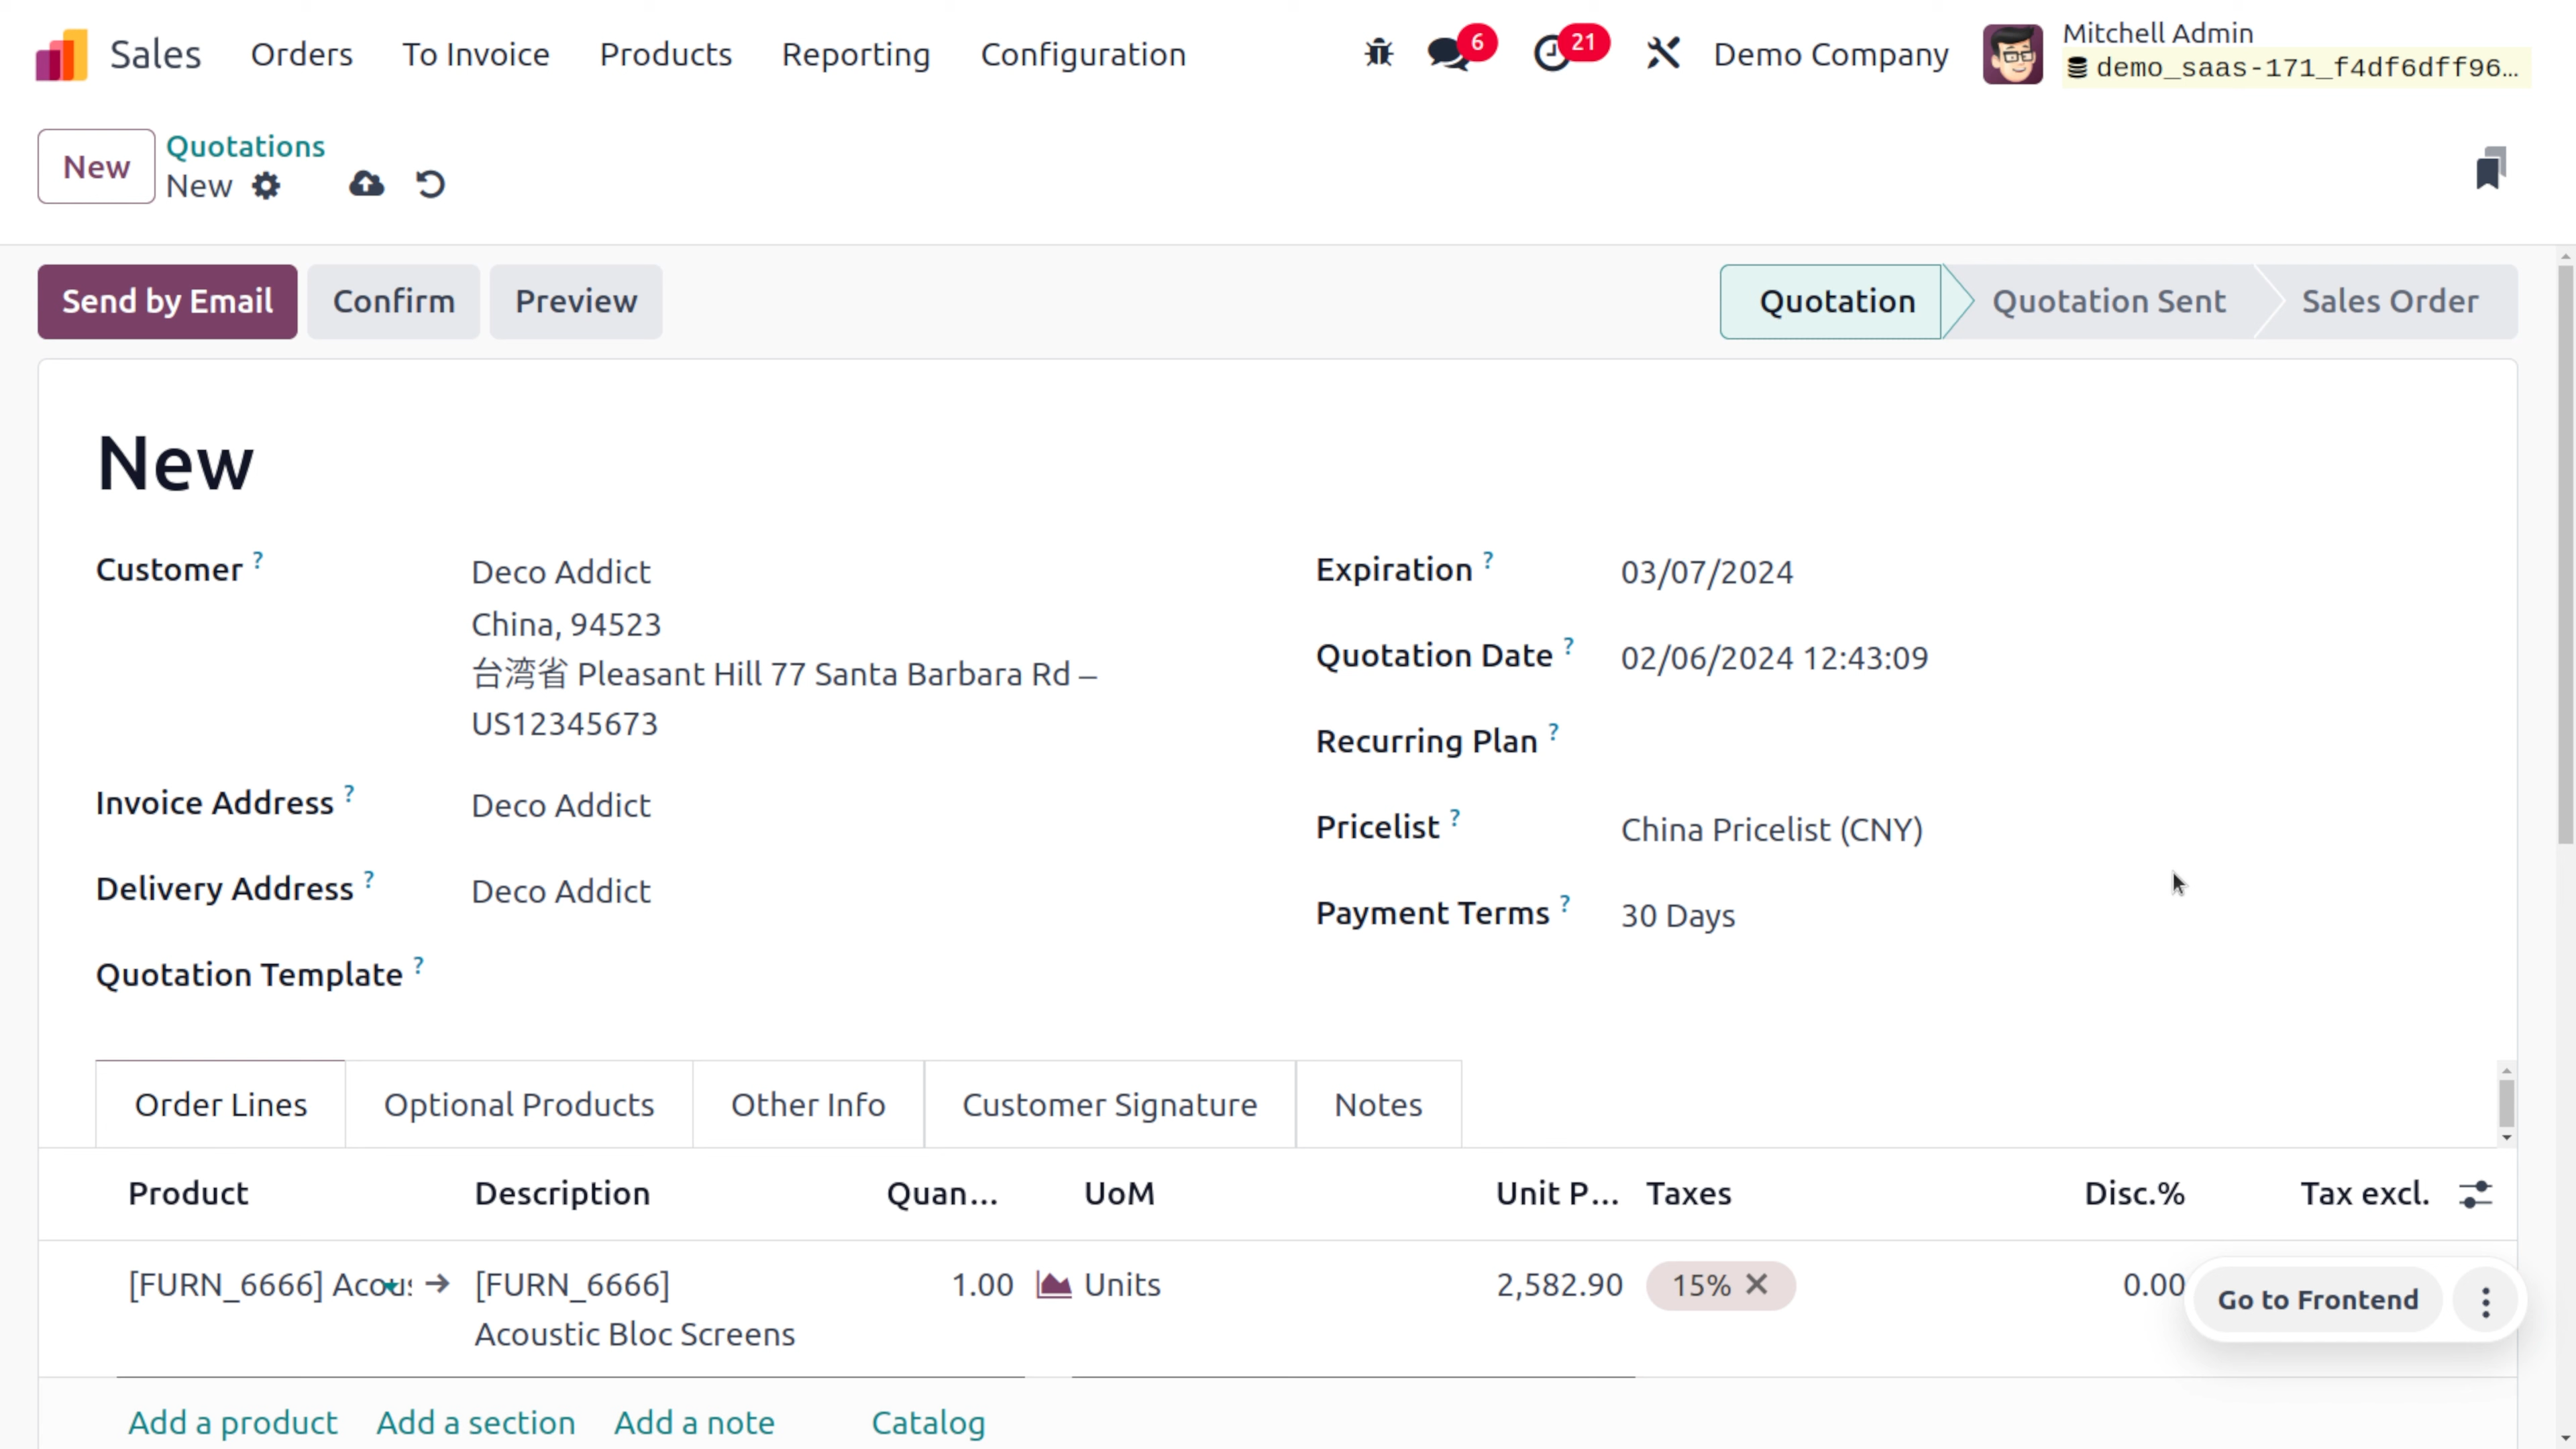 Sales Orders To Invoice Products Reporting Configuration 6 21 Demo Company Mitchell Admin
demo_saas-171_f4df6dff96...
New Quotations
New
Send by Email Confirm Preview Quotation Quotation Sent Sales Order
New
Customer ? Deco Addict
China, 94523
台湾省 Pleasant Hill 77 Santa Barbara Rd –
US12345673
Invoice Address ? Deco Addict
Delivery Address ? Deco Addict
Quotation Template ?
Expiration ? 03/07/2024
Quotation Date ? 02/06/2024 12:43:09
Recurring Plan ?
Pricelist ? China Pricelist (CNY)
Payment Terms ? 30 Days
Order Lines Optional Products Other Info Customer Signature Notes
Product Description Quan... UoM Unit P... Taxes Disc.% Tax excl.
[FURN_6666] [FURN_6666] 1.00 Units 2,582.90 15% 0.00
Acoustic Bloc Screens
Go to Frontend
Add a product Add a section Add a note Catalog